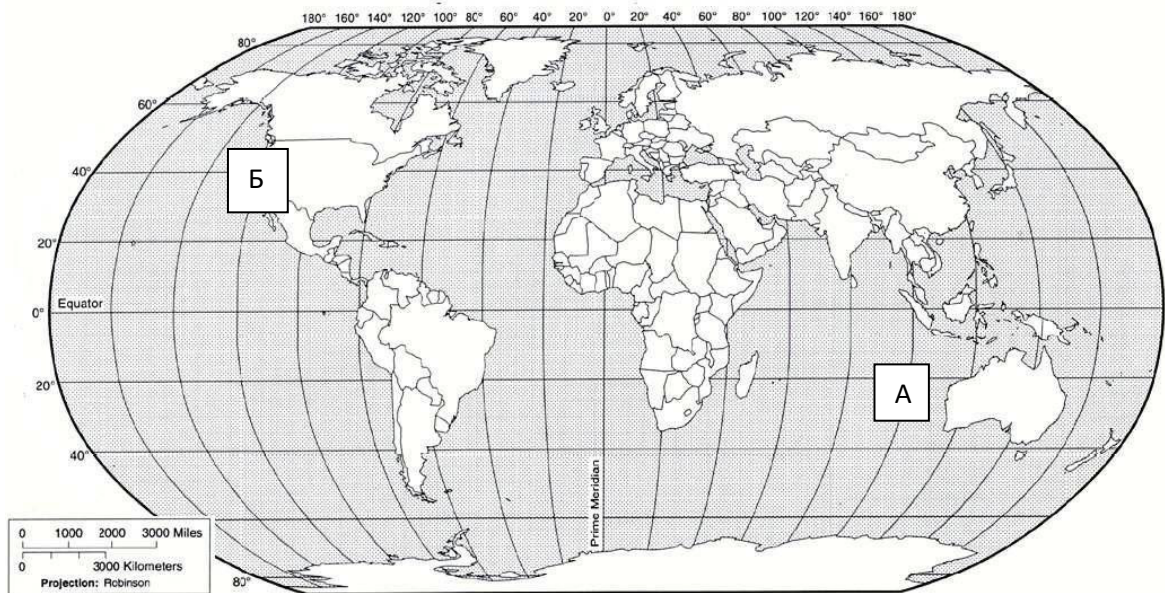 180° 160° 140° 120° 100° 80° 60° 40° 20° 0° 20° 40° 60° 80° 100° 120° 140° 160° 180°
80°
60°
Б
40°
20°
Equator
0°
20°
А
40°
Prime Meridian
0 1000 2000 3000 Miles
0 3000 Kilometers
Projection: Robinson
80°